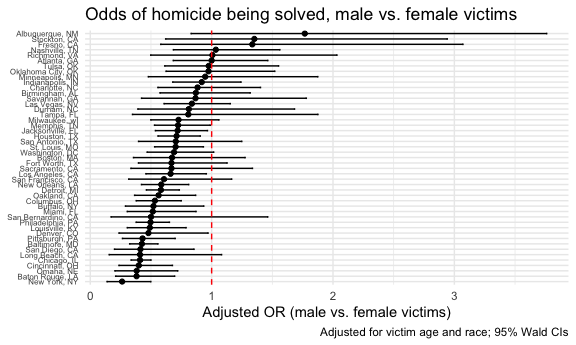 Odds of homicide being solved, male vs. female victims
Albuquerque, NM
Stockton, CA
Fresno, CA
Nashville, TN
Richmond, VA
Atlanta, GA
Tulsa, OK
Oklahoma City, OK
Minneapolis, MN
Indianapolis, IN
Charlotte, NC
Birmingham, AL
Savannah, GA
Las Vegas, NV
Durham, NC
Tampa, FL
Milwaukee, wI
Memphis, TN
Jacksonville, FL
Houston, TX
San Antonio, TX
St. Louis, MO
Washington, DC
Boston, MA
Fort Worth, TX
Sacramento, CA
Los Angeles, CA
San Francisco, CA
New Orleans, LA
Detroit, MI
Oakland, CA
Columbus, OH
Buffalo, NY
Miami, FL
San Bernardino, CA
Philadelphia, PA
Louisville, KY
Denver, CO
Pittsburgh, PA
Baltimore, MD
San Diego, CA
Long Beach, CA
Chicago, IL
Cincinnati, OH
Omaha, NE
Baton Rouge, LA
New York, NY
0 1 2 3
Adjusted OR (male vs. female victims)
Adjusted for victim age and race; 95% Wald CIs